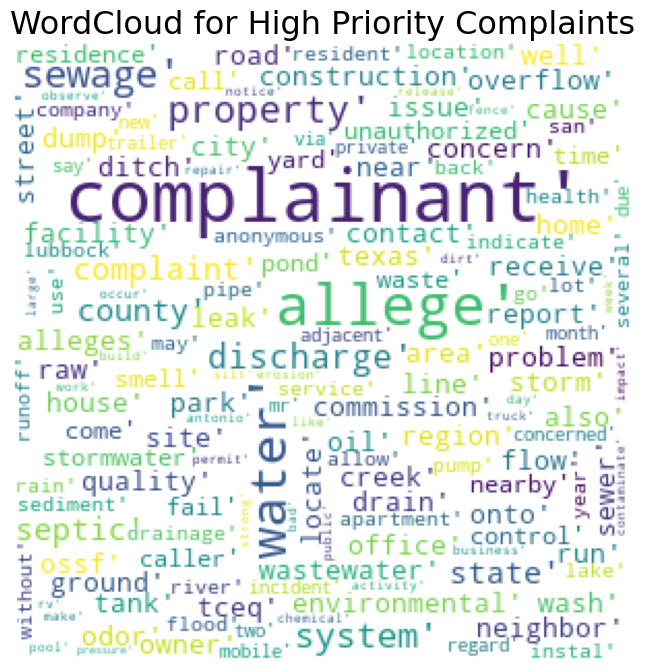 WordCloud for High Priority Complaints
residence' road' resident' location' well'
sewage' call' construction' overflow'
observe' notice' release'
company' new' property' issue' fence' cause'
street' dump' trailer' city' via' unauthorized' san'
say' ditch' repair' yard' private' near' concern' back' time'
complainant' health' due'
facility' anonymous' contact' indicate' home'
lubbock' complaint' pond' texas' dirt' receive' several'
large' use' occur' pipe' waste' go' lot' week'
county' leak' allege' report'
alleges' build' may' adjacent' one' month'
raw' discharge' area' problem' impact'
work' smell' silt' erosion' service' line' storm'
runoff' house' park' antonio' mr' like' commission' day' truck' also'
come' site' oil' region' concerned'
stormwater' permit' water' locate' allow' creek' pump' flow'
rain' quality' nearby' year' sewer' contaminate'
sediment' fail' strong' bad' public' drain' apartment' onto'
septic' drainage' office' business' control'
without' ossf' caller' wastewater' state' run' lake'
ground' river' incident' activity'
rv' make' tank' tceq' chemical' environmental' wash'
odor' flood' two' system' neighbor'
pool' pressure' owner' mobile' regard' instal'